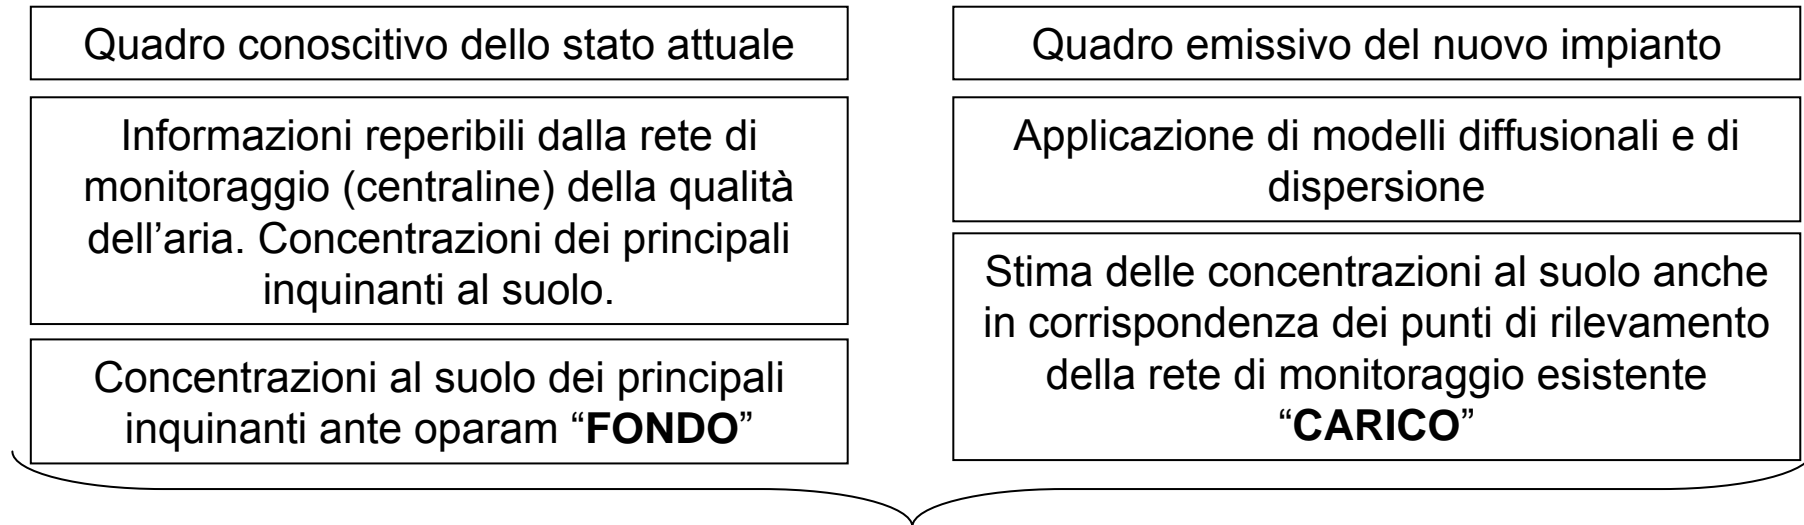 Quadro conoscitivo dello stato attuale
Informazioni reperibili dalla rete di
monitoraggio (centraline) della qualità
dell’aria. Concentrazioni dei principali
inquinanti al suolo.
Concentrazioni al suolo dei principali
inquinanti ante oparam “FONDO”
Quadro emissivo del nuovo impianto
Applicazione di modelli diffusionali e di
dispersione
Stima delle concentrazioni al suolo anche
in corrispondenza dei punti di rilevamento
della rete di monitoraggio esistente
“CARICO”